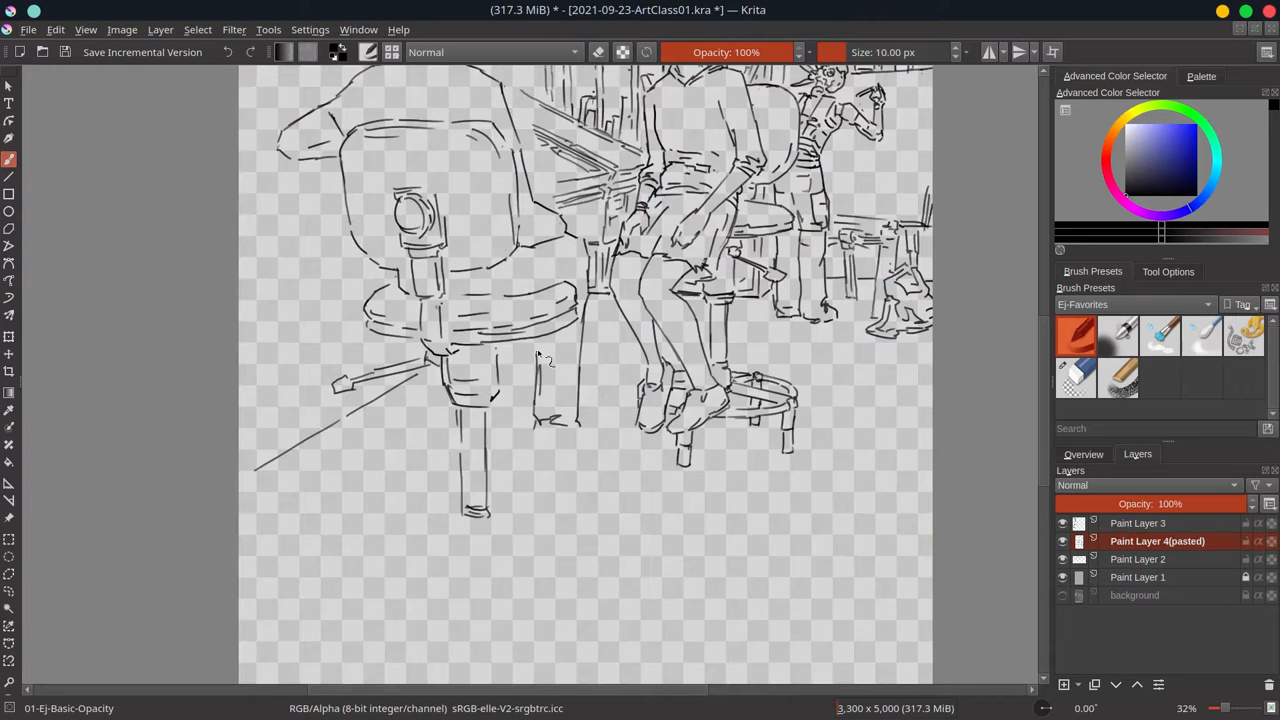 (317.3 MiB) * - [2021-09-23-ArtClass01.kra *] — Krita
File Edit View Image Layer Select Filter Tools Settings Window Help
Save Incremental Version Normal Opacity: 100% Size: 10.00 px
Advanced Color Selector Palette
Advanced Color Selector
Brush Presets Tool Options
Brush Presets
Ej-Favorites Tag
Search
Overview Layers
Layers
Normal
Opacity: 100%
Paint Layer 3
Paint Layer 4(pasted)
Paint Layer 2
Paint Layer 1
background
01-Ej-Basic-Opacity RGB/Alpha (8-bit integer/channel) sRGB-elle-V2-srgbtrc.icc 3,300 x 5,000 (317.3 MiB) 0.00° 32%